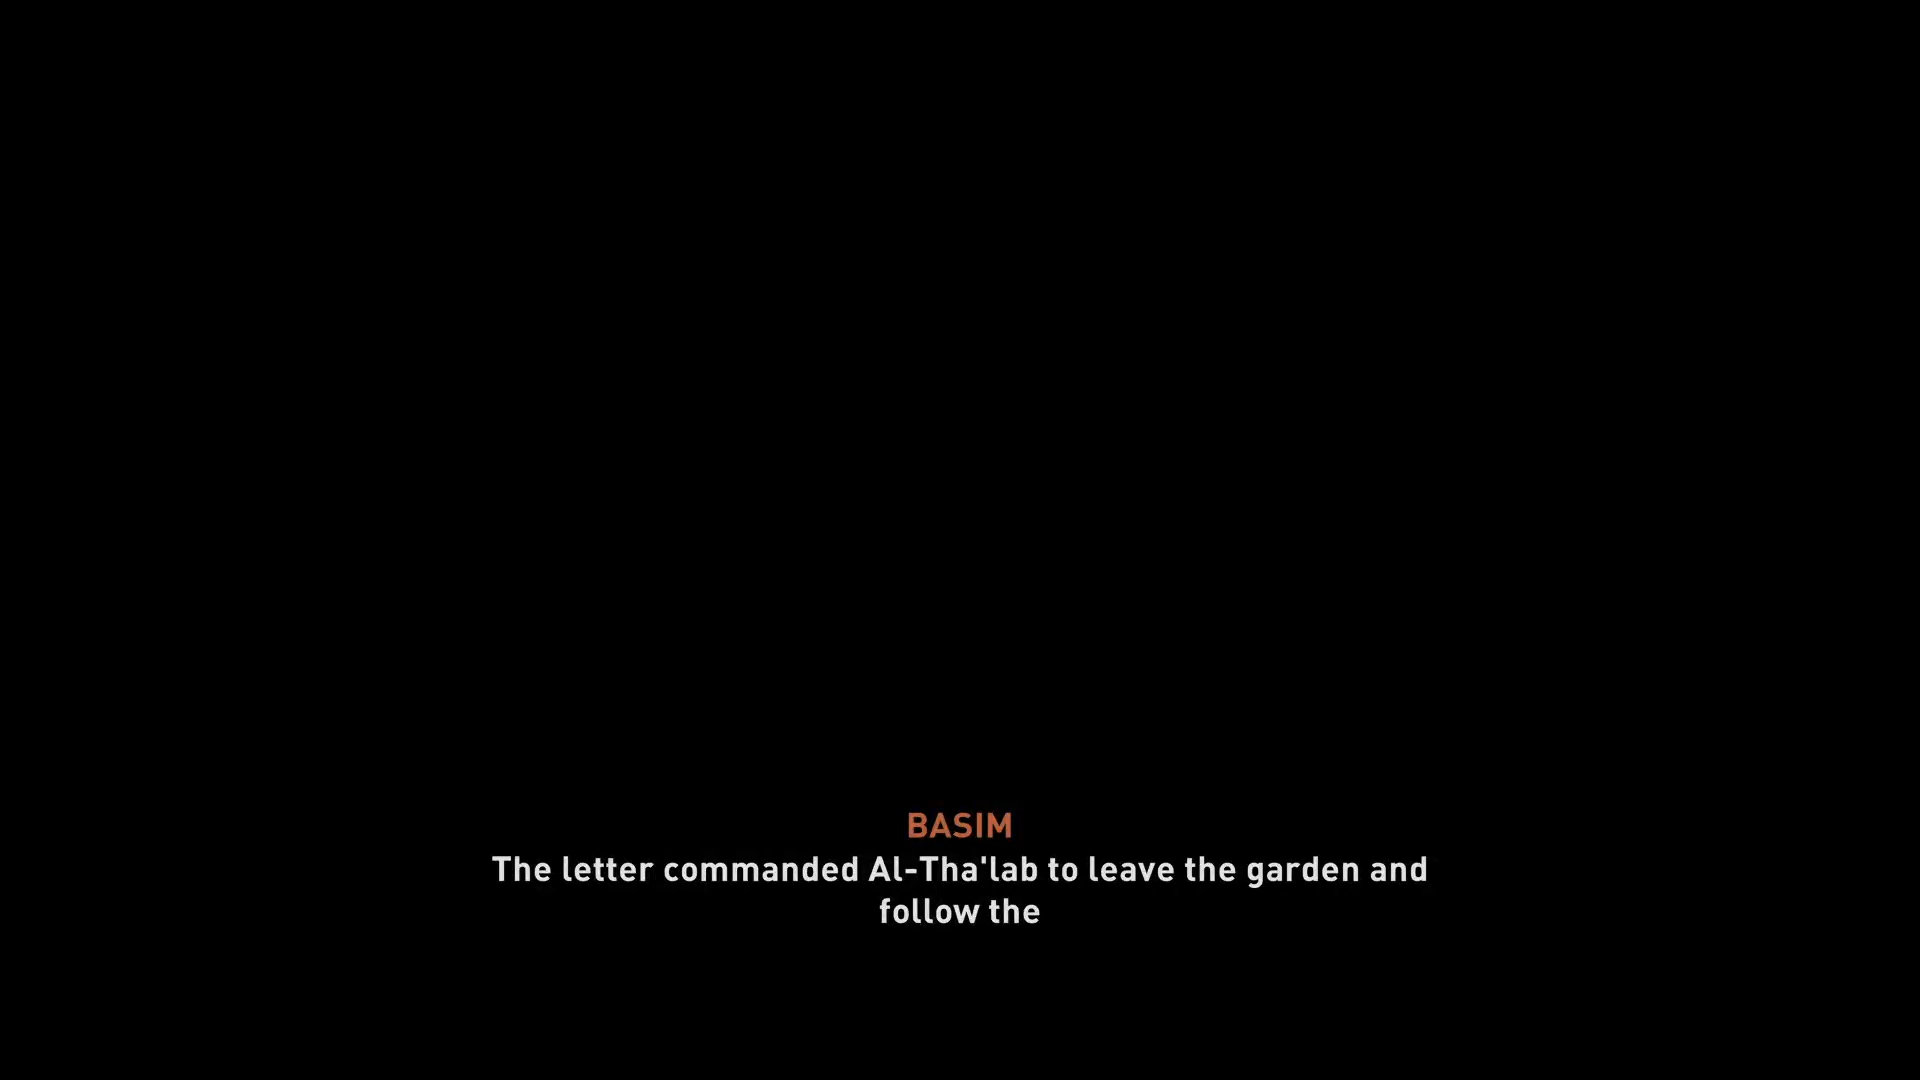 BASIM
The letter commanded Al-Tha'lab to leave the garden and
follow the